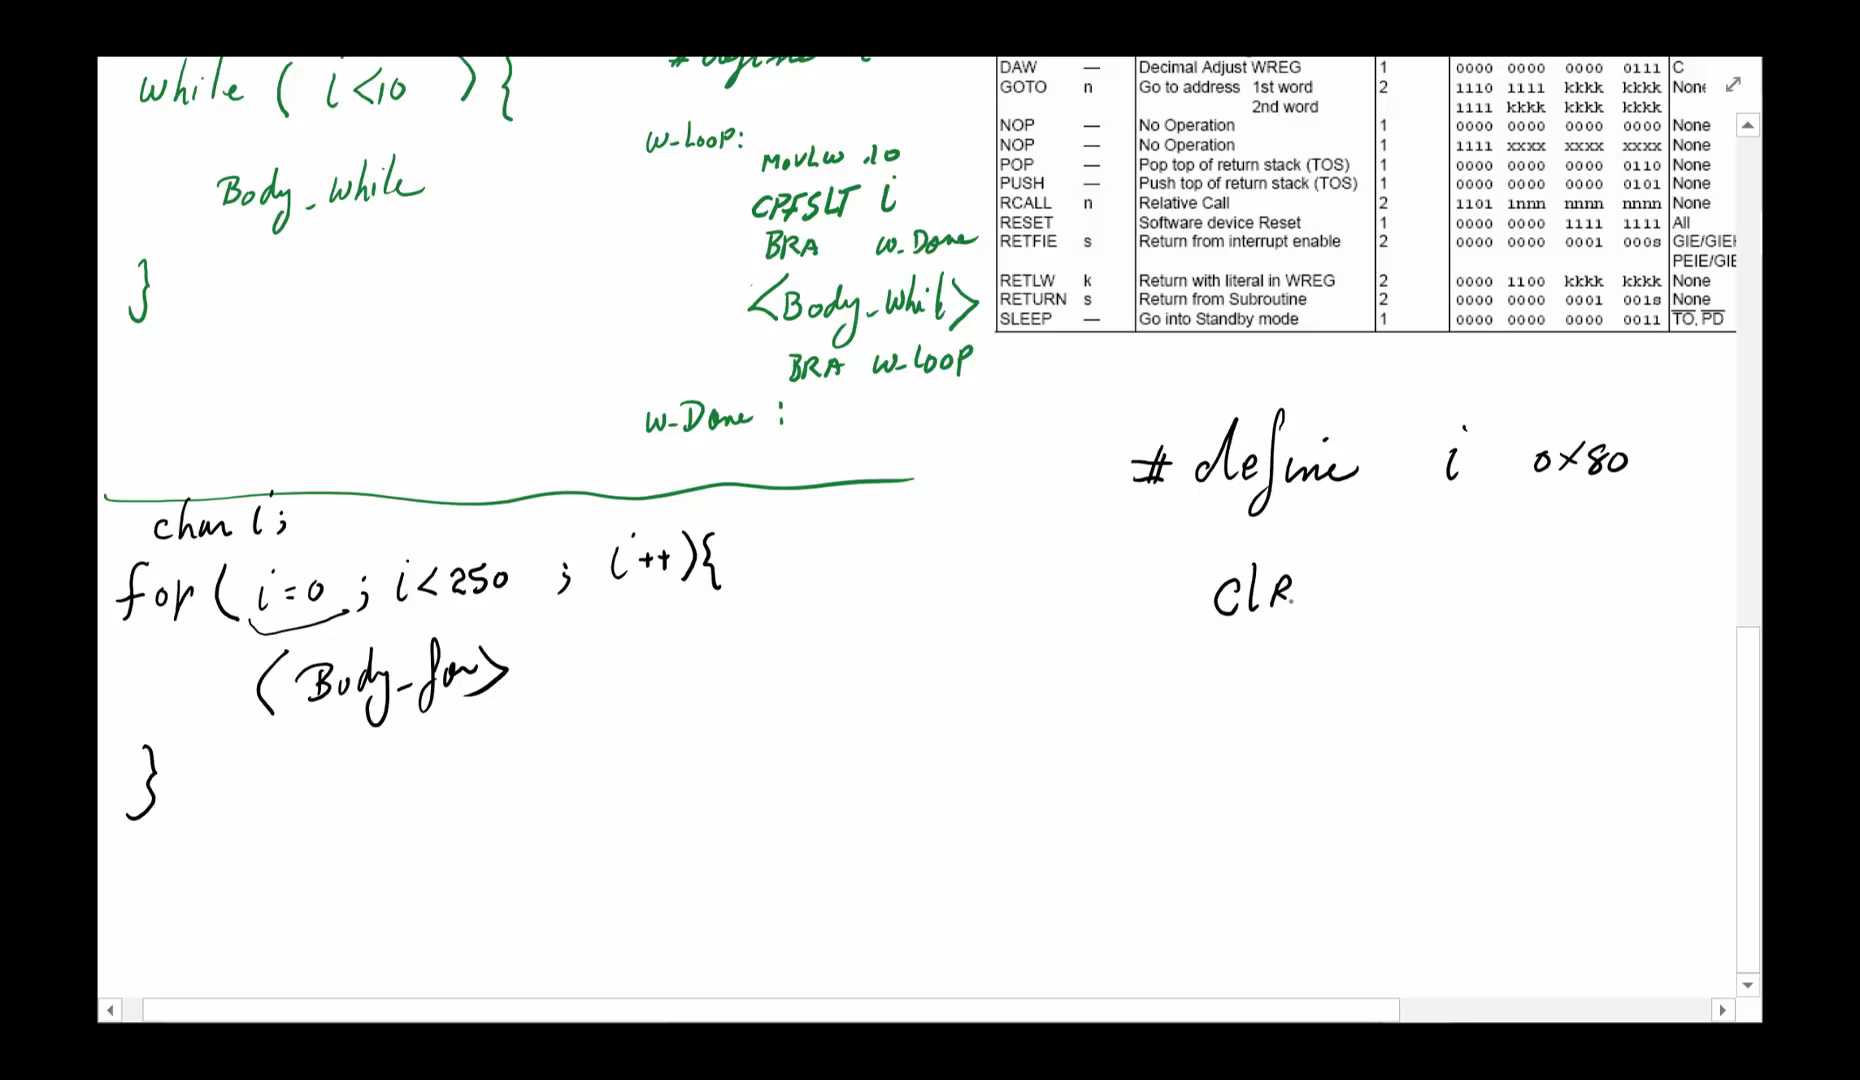 while ( i<10 ) {
Body_while
}
# define i
w-Loop:
MOVLW .10
CPFSLT i
BRA w-Done
<Body_whil>
BRA w-LOOP
w-Done :
DAW — Decimal Adjust WREG 1 0000 0000 0000 0111 C
GOTO n Go to address 1st word 2 1110 1111 kkkk kkkk None
2nd word 1111 kkkk kkkk kkkk
NOP — No Operation 1 0000 0000 0000 0000 None
NOP — No Operation 1 1111 xxxx xxxx xxxx None
POP — Pop top of return stack (TOS) 1 0000 0000 0000 0110 None
PUSH — Push top of return stack (TOS) 1 0000 0000 0000 0101 None
RCALL n Relative Call 2 1101 1nnn nnnn nnnn None
RESET Software device Reset 1 0000 0000 1111 1111 All
RETFIE s Return from interrupt enable 2 0000 0000 0001 000s GIE/GIEH
PEIE/GIE
RETLW k Return with literal in WREG 2 0000 1100 kkkk kkkk None
RETURN s Return from Subroutine 2 0000 0000 0001 001s None
SLEEP — Go into Standby mode 1 0000 0000 0000 0011 TO, PD
char i;
for ( i=0 ; i<250 ; i++){
<Body_for>
}
# define i 0x80
ClR